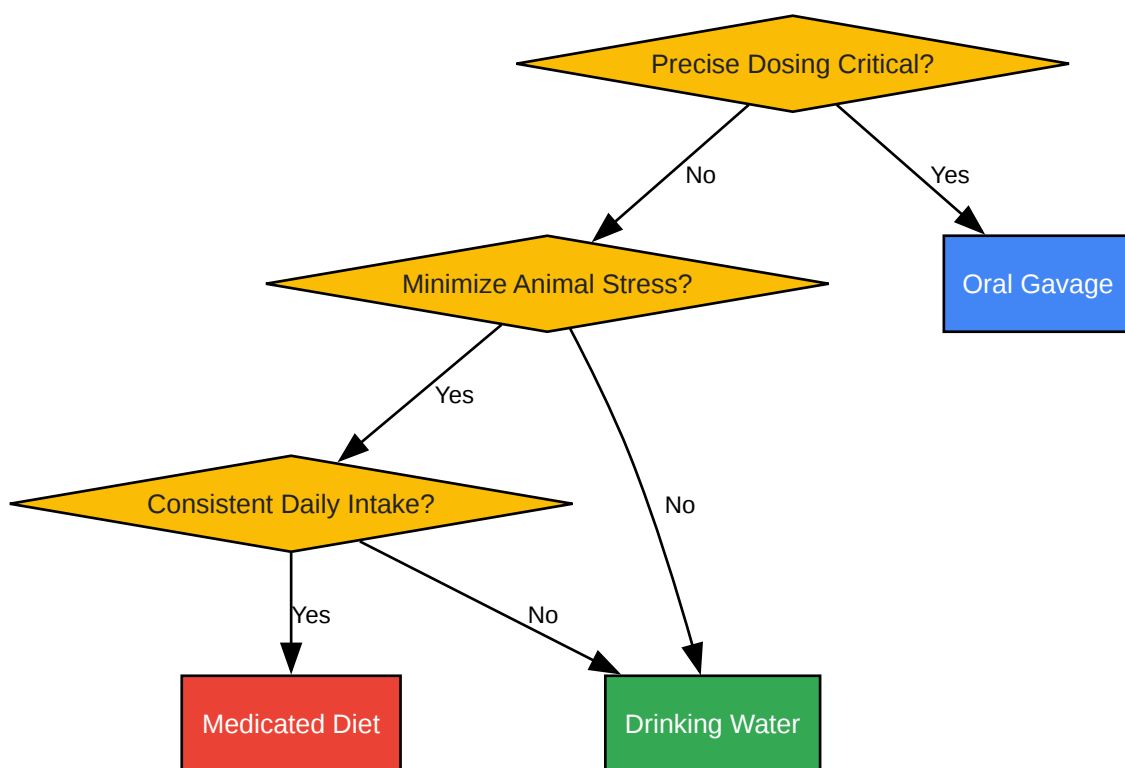 Precise Dosing Critical?
No
Yes
Minimize Animal Stress?
Oral Gavage
Yes
Consistent Daily Intake?
No
Yes
No
Medicated Diet
Drinking Water